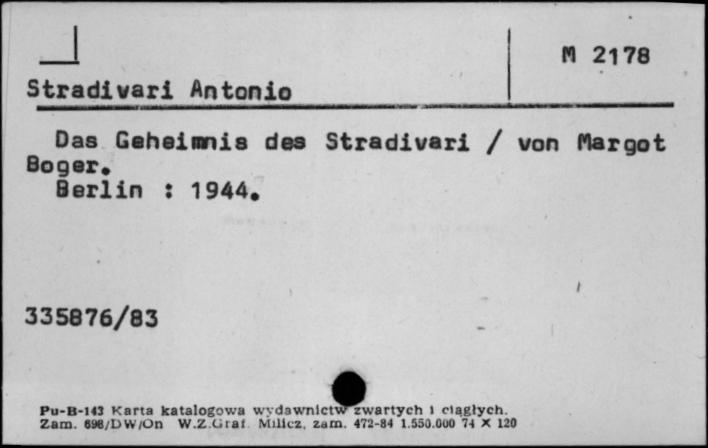 M 2178
Stradivari Antonio
Das Geheimnis des Stradivari / von Margot
Boger.
Berlin : 1944.
335876/83
Pu-B-143 Karta katalogowa wydawnictw zwartych i ciągłych.
Zam. 698/DW/On W.Z.Graf. Milicz, zam. 472-84 1.550.000 74 X 120